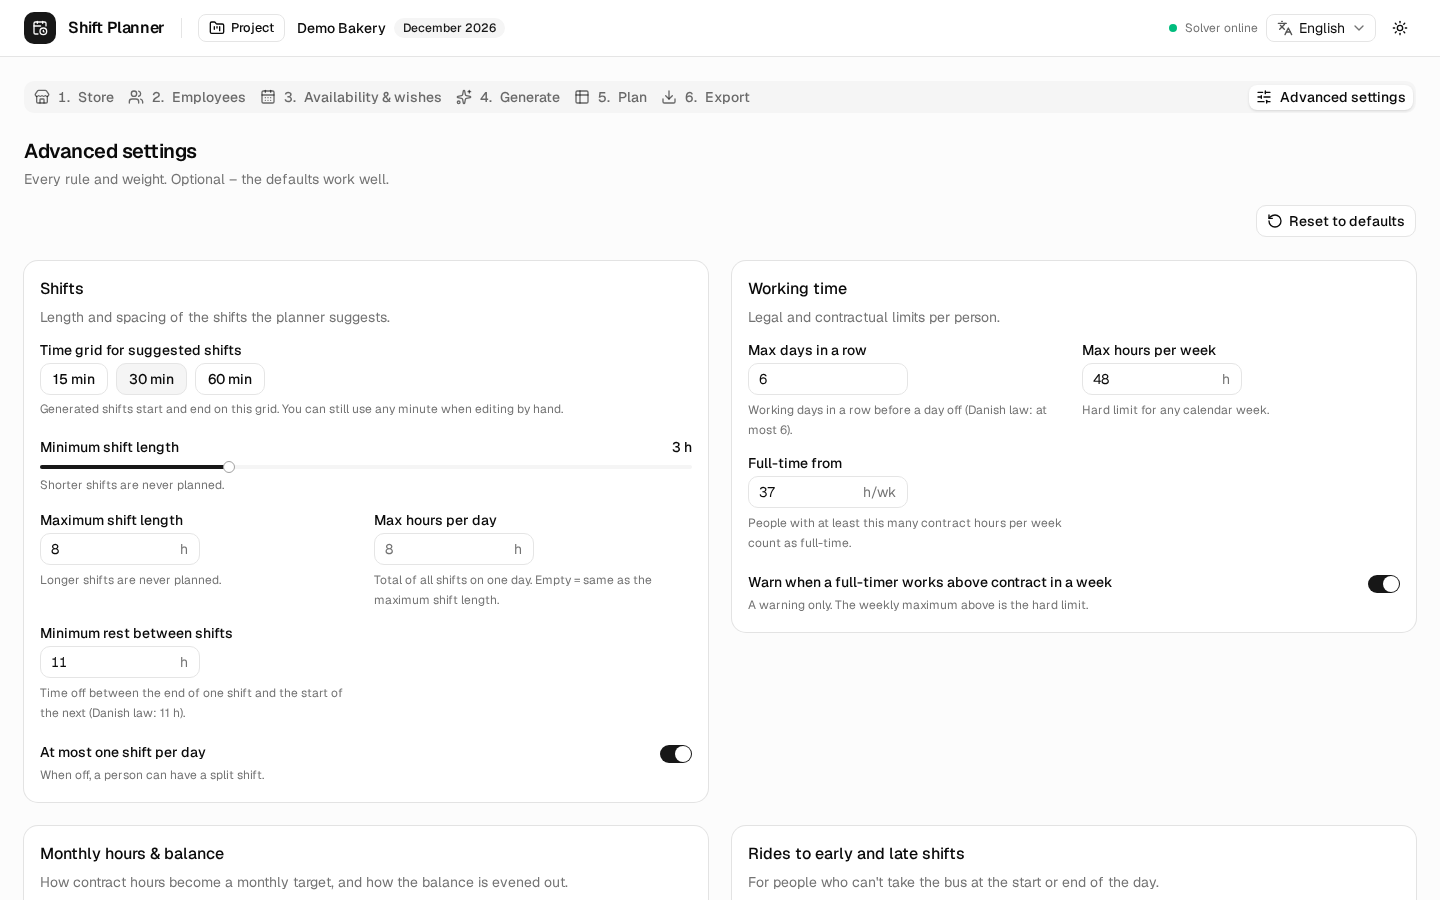 Shift Planner
Project
Demo Bakery
December 2026
Solver online
English
1. Store
2. Employees
3. Availability & wishes
4. Generate
5. Plan
6. Export
Advanced settings
Advanced settings
Every rule and weight. Optional – the defaults work well.
Reset to defaults
Shifts
Length and spacing of the shifts the planner suggests.
Time grid for suggested shifts
15 min
30 min
60 min
Generated shifts start and end on this grid. You can still use any minute when editing by hand.
Minimum shift length
3 h
Shorter shifts are never planned.
Maximum shift length
8 h
Longer shifts are never planned.
Max hours per day
8 h
Total of all shifts on one day. Empty = same as the
maximum shift length.
Minimum rest between shifts
11 h
Time off between the end of one shift and the start of
the next (Danish law: 11 h).
At most one shift per day
When off, a person can have a split shift.
Working time
Legal and contractual limits per person.
Max days in a row
6
Working days in a row before a day off (Danish law: at
most 6).
Max hours per week
48 h
Hard limit for any calendar week.
Full-time from
37 h/wk
People with at least this many contract hours per week
count as full-time.
Warn when a full-timer works above contract in a week
A warning only. The weekly maximum above is the hard limit.
Monthly hours & balance
How contract hours become a monthly target, and how the balance is evened out.
Rides to early and late shifts
For people who can't take the bus at the start or end of the day.